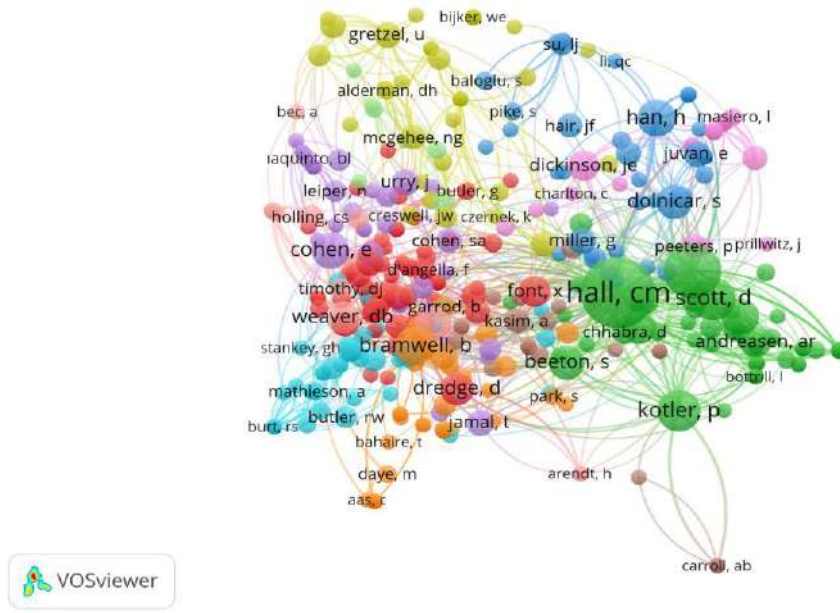 bijker, we
gretzel, u
su, lj
li, qc
baloglu, s
alderman, dh
pike, s
hair, jf
han, h
masiero, l
bec, a
mcgehee, ng
juvan, e
dickinson, je
iaquinto, bl
urry, j
leiper, n
butler, g
charlton, c
dolnicar, s
holling, cs
creswell, jw
czernek, k
cohen, e
cohen, sa
miller, g
peeters, p
prillwitz, j
d'angella, f
timothy, dj
garrod, b
font, x
hall, cm
scott, d
weaver, db
kasim, a
chhabra, d
andreasen, ar
stankey, gh
bramwell, b
beeton, s
bottrill, l
mathieson, a
dredge, d
park, s
kotler, p
burt, rs
butler, rw
jamal, t
bahaire, t
daye, m
arendt, h
aas, c
carroll, ab
VOSviewer